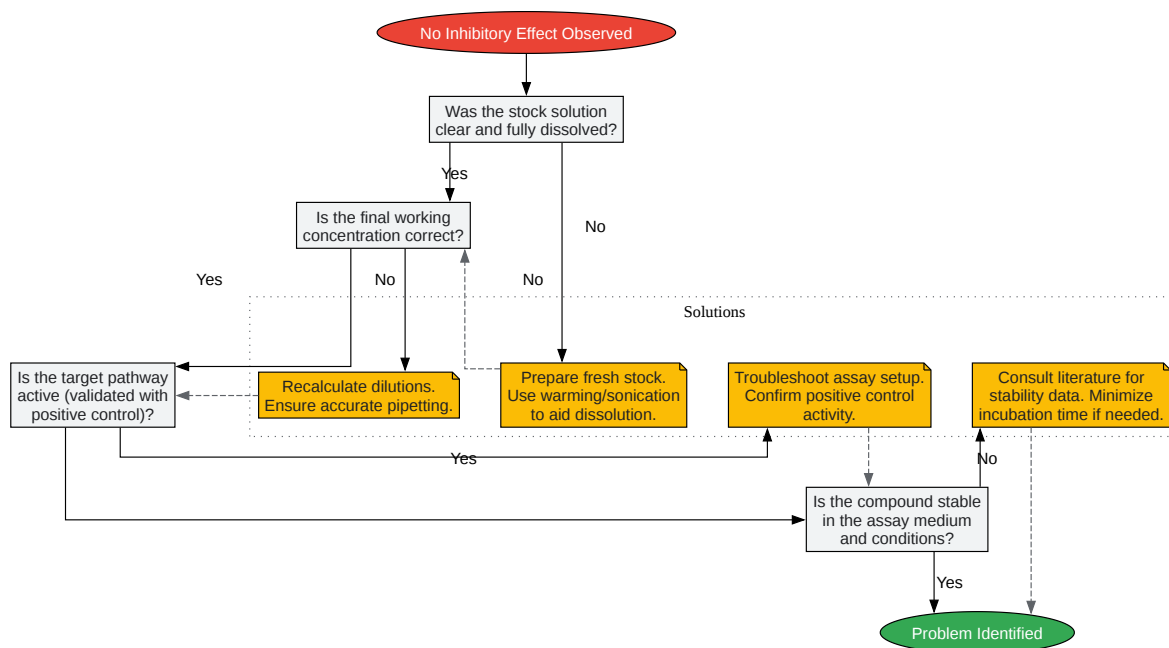 No Inhibitory Effect Observed
Was the stock solution
clear and fully dissolved?
Yes
Is the final working
concentration correct?
No
Yes
No
No
Solutions
Is the target pathway
active (validated with
positive control)?
Recalculate dilutions.
Ensure accurate pipetting.
Prepare fresh stock.
Use warming/sonication
to aid dissolution.
Troubleshoot assay setup.
Confirm positive control
activity.
Consult literature for
stability data. Minimize
incubation time if needed.
Yes
No
Is the compound stable
in the assay medium
and conditions?
Yes
Problem Identified